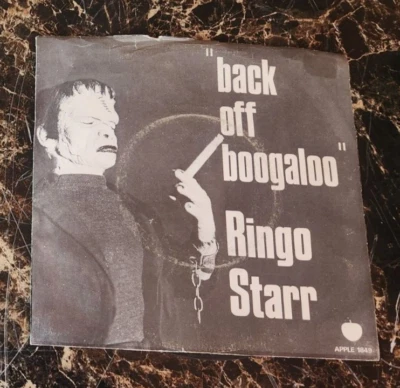 "back
off
boogaloo"
Ringo
Starr
APPLE 1849